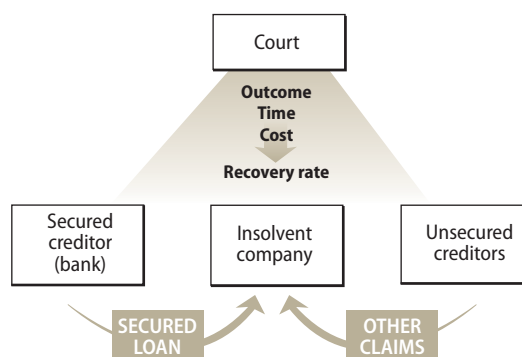 Court
Outcome
Time
Cost
Recovery rate
Secured
creditor
(bank)
Insolvent
company
Unsecured
creditors
SECURED
LOAN
OTHER
CLAIMS